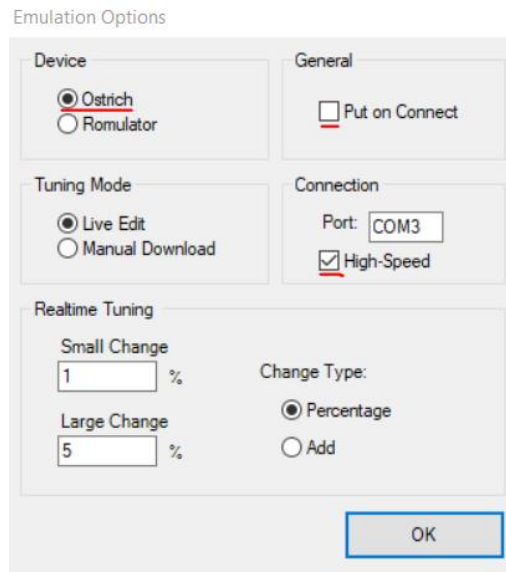 Emulation Options
Device
Ostrich
Romulator
General
Put on Connect
Tuning Mode
Live Edit
Manual Download
Connection
Port: COM3
High-Speed
Realtime Tuning
Small Change
1 %
Large Change
5 %
Change Type:
Percentage
Add
OK